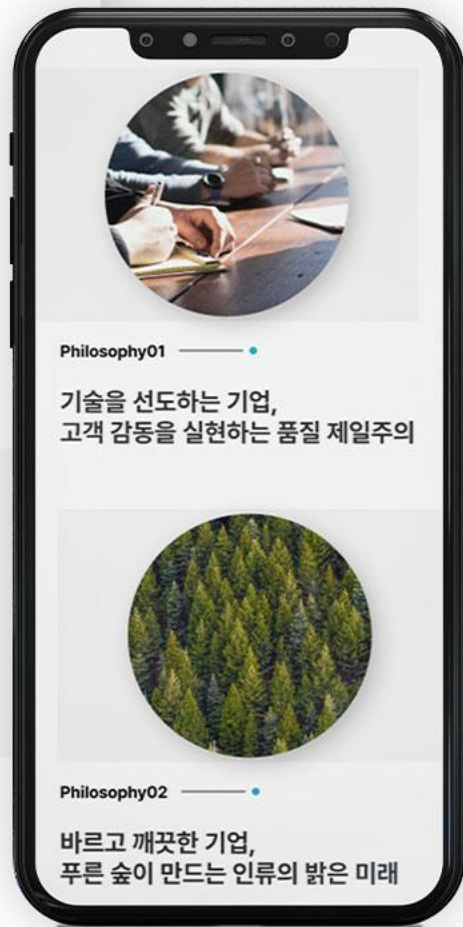 Philosophy01
기술을 선도하는 기업,
고객 감동을 실현하는 품질 제일주의
Philosophy02
바르고 깨끗한 기업,
푸른 숲이 만드는 인류의 밝은 미래